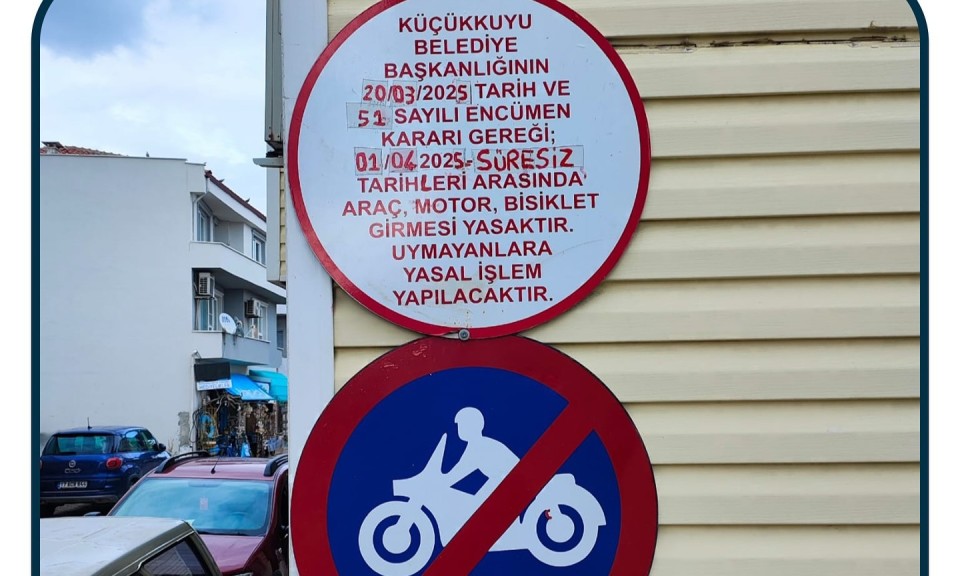 KÜÇÜKKUYU
BELEDİYE
BAŞKANLIĞININ
20/03/2025 TARİH VE
51 SAYILI ENCÜMEN
KARARI GEREĞİ;
01/04 2025-SÜRESİZ
TARİHLERİ ARASINDA
ARAÇ, MOTOR, BİSİKLET
GİRMESİ YASAKTIR.
UYMAYANLARA
YASAL İŞLEM
YAPILACAKTIR.